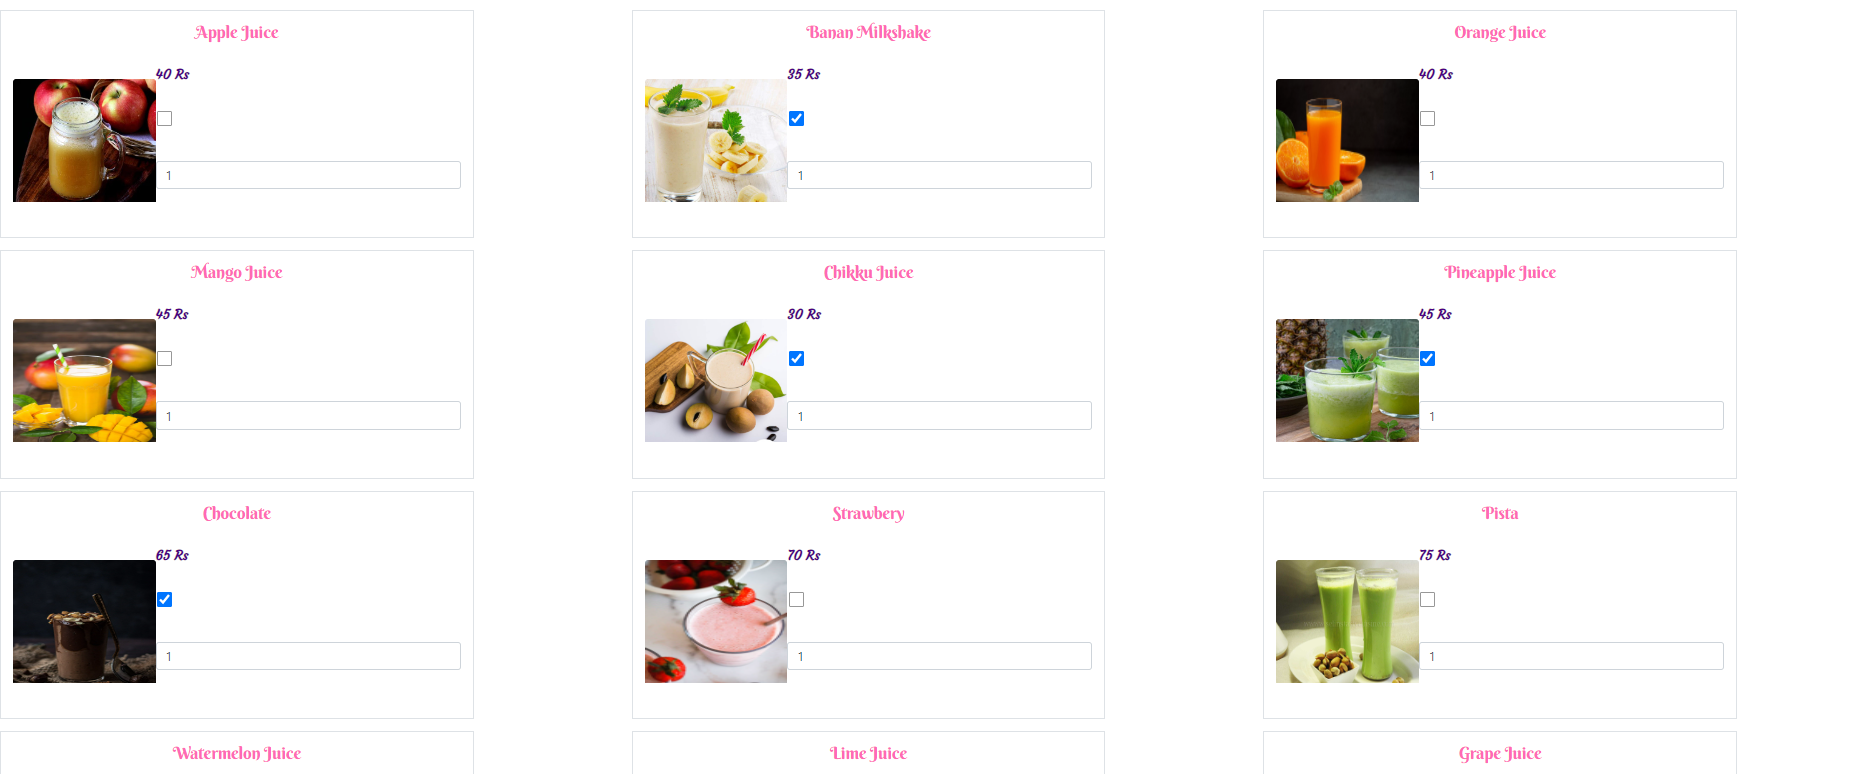 Apple Juice
Banan Milkshake
Orange Juice
40 Rs
35 Rs
40 Rs
1
1
1
Mango Juice
Chikku Juice
Pineapple Juice
45 Rs
30 Rs
45 Rs
1
1
1
Chocolate
Strawbery
Pista
65 Rs
70 Rs
75 Rs
1
1
1
Watermelon Juice
Lime Juice
Grape Juice